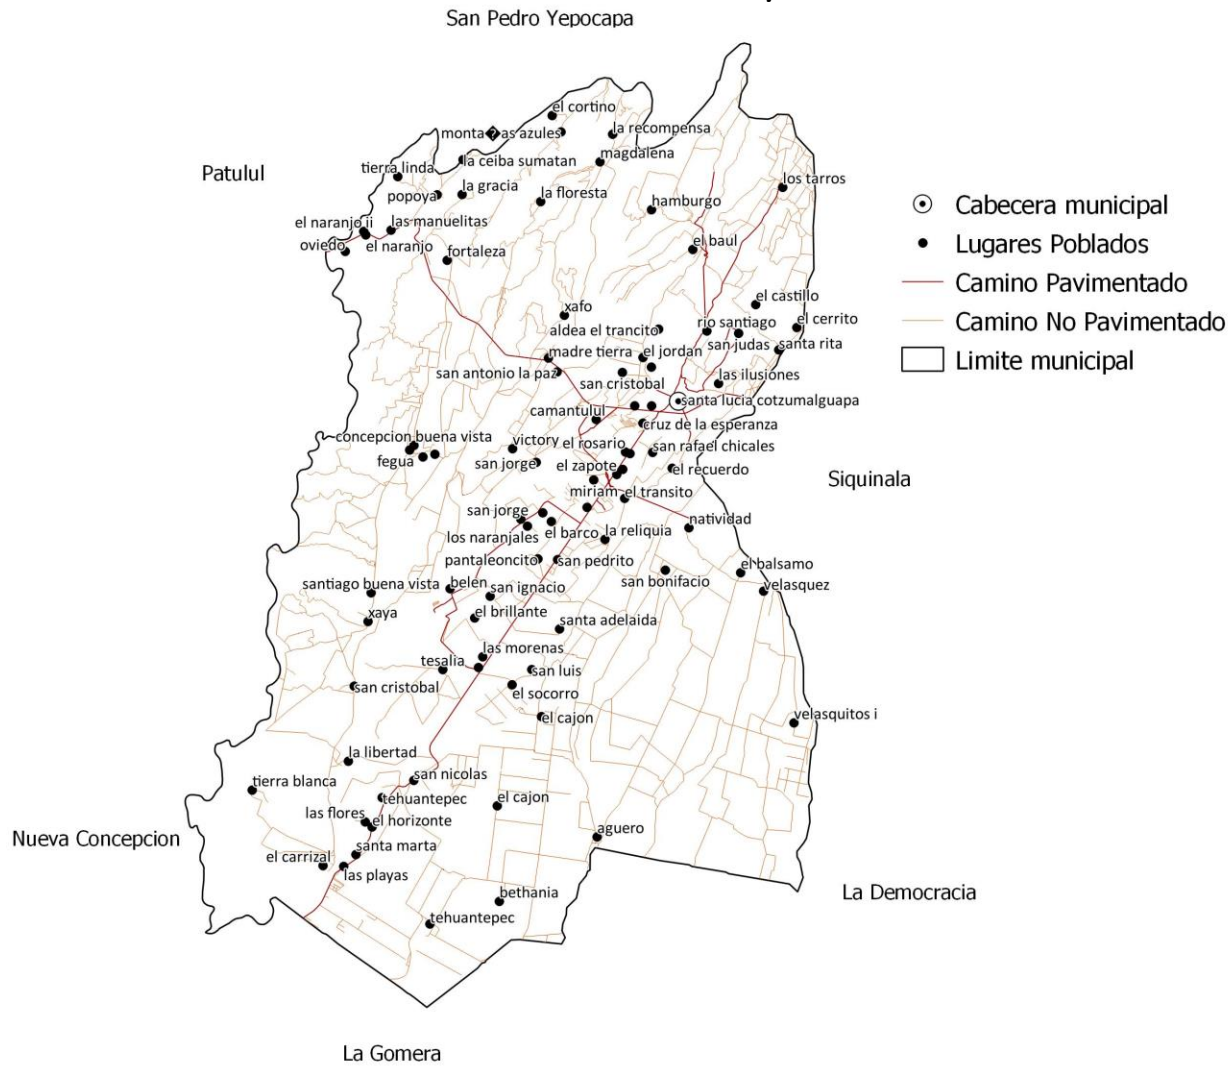 San Pedro Yepocapa
el cortino
monta�as azules
la recompensa
magdalena
Patulul
la ceiba sumatan
tierra linda
los tarros
popoya
la gracia
la floresta
hamburgo
el naranjo ii
las manuelitas
oviedo
el naranjo
fortaleza
el baul
Cabecera municipal
Lugares Poblados
Camino Pavimentado
Camino No Pavimentado
Limite municipal
el castillo
xafo
aldea el trancito
rio santiago
el cerrito
san judas
santa rita
madre tierra
el jordan
san antonio la paz
san cristobal
las ilusiones
santa lucia cotzumalguapa
camantulul
cruz de la esperanza
concepcion buena vista
victory
el rosario
san rafael chicales
fegua
san jorge
el zapote
el recuerdo
Siquinala
miriam
el transito
san jorge
natividad
los naranjales
el barco
la reliquia
pantaleoncito
san pedrito
el balsamo
san bonifacio
santiago buena vista
belen
san ignacio
velasquez
xaya
el brillante
santa adelaida
las morenas
tesalia
san luis
san cristobal
el socorro
el cajon
velasquitos i
la libertad
tierra blanca
san nicolas
tehuantepec
el cajon
las flores
el horizonte
aguero
Nueva Concepcion
santa marta
el carrizal
las playas
La Democracia
bethania
tehuantepec
La Gomera